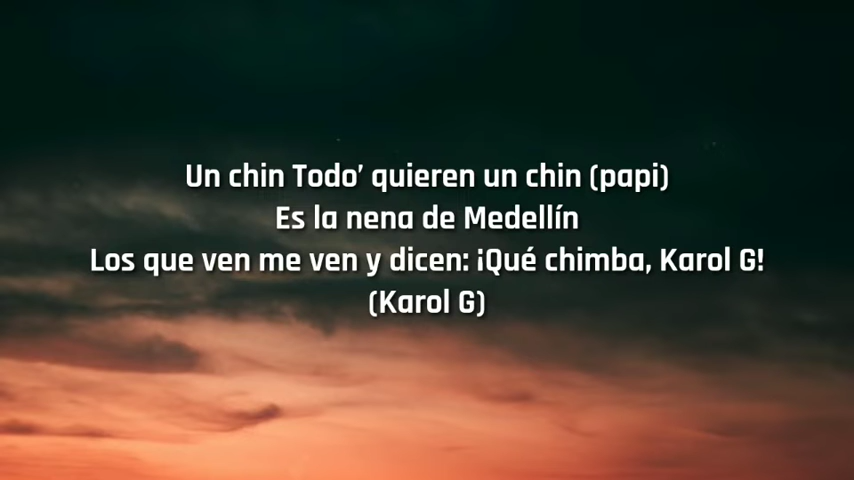 Un chin Todo’ quieren un chin (papi)
Es la nena de Medellín
Los que ven me ven y dicen: ¡Qué chimba, Karol G!
(Karol G)